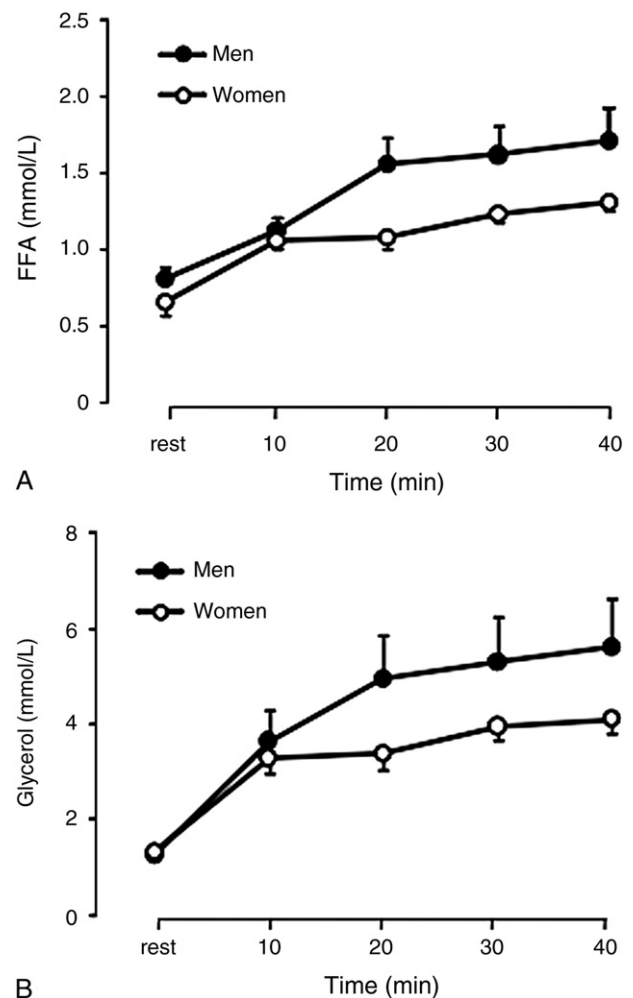 2.5
Men
2.0
Women
1.5
FFA (mmol/L)
1.0
0.5
0
rest 10 20 30 40
A
Time (min)
8
Men
Women
6
Glycerol (mmol/L)
4
2
0
rest 10 20 30 40
B
Time (min)